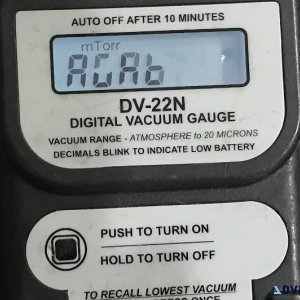 AUTO OFF AFTER 10 MINUTES
mTorr
DV-22N
DIGITAL VACUUM GAUGE
VACUUM RANGE - ATMOSPHERE to 20 MICRONS
DECIMALS BLINK TO INDICATE LOW BATTERY
PUSH TO TURN ON
HOLD TO TURN OFF
TO RECALL LOWEST VACUUM
ONCE